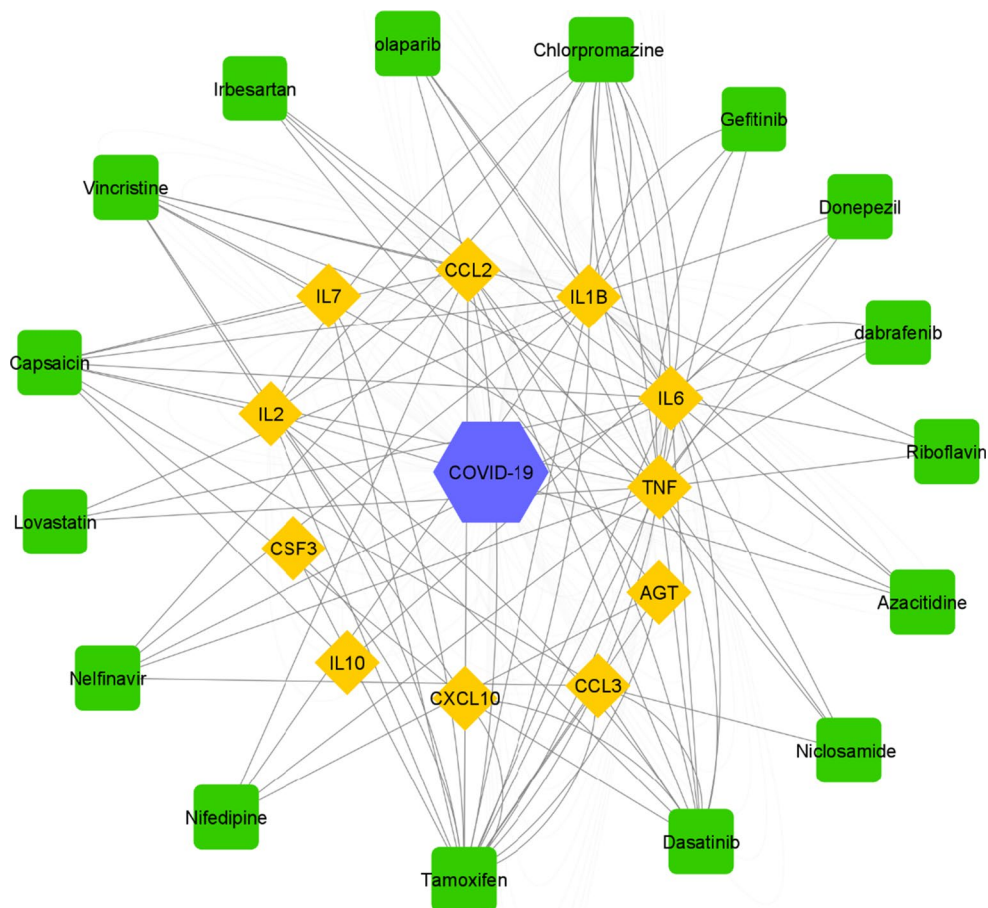 olaparib
Chlorpromazine
Irbesartan
Gefitinib
Vincristine
Donepezil
CCL2
IL7
IL1B
dabrafenib
Capsaicin
IL6
IL2
Riboflavin
COVID-19
TNF
Lovastatin
CSF3
AGT
Azacitidine
IL10
Nelfinavir
CCL3
CXCL10
Niclosamide
Nifedipine
Dasatinib
Tamoxifen